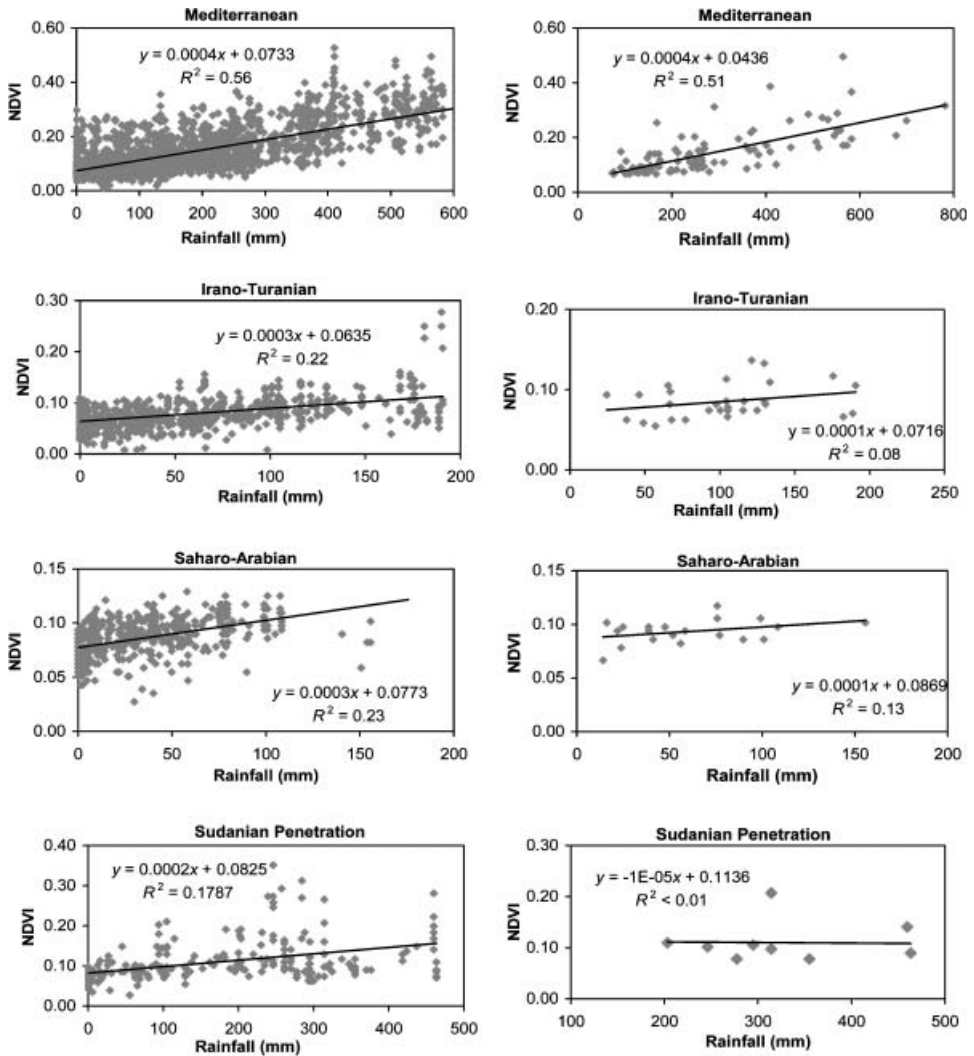 Mediterranean
0.60
0.40
0.20
0.00
NDVI
y = 0.0004x + 0.0733
R² = 0.56
0 100 200 300 400 500 600
Rainfall (mm)
Mediterranean
0.60
0.40
0.20
0.00
NDVI
y = 0.0004x + 0.0436
R² = 0.51
0 200 400 600 800
Rainfall (mm)
Irano-Turanian
0.30
0.20
0.10
0.00
NDVI
y = 0.0003x + 0.0635
R² = 0.22
0 50 100 150 200
Rainfall (mm)
Irano-Turanian
0.20
0.10
0.00
NDVI
y = 0.0001x + 0.0716
R² = 0.08
0 50 100 150 200 250
Rainfall (mm)
Saharo-Arabian
0.15
0.10
0.05
0.00
NDVI
y = 0.0003x + 0.0773
R² = 0.23
0 50 100 150 200
Rainfall (mm)
Saharo-Arabian
0.15
0.10
0.05
0.00
NDVI
y = 0.0001x + 0.0869
R² = 0.13
0 50 100 150 200
Rainfall (mm)
Sudanian Penetration
0.40
0.30
0.20
0.10
0.00
NDVI
y = 0.0002x + 0.0825
R² = 0.1787
0 100 200 300 400 500
Rainfall (mm)
Sudanian Penetration
0.30
0.20
0.10
0.00
NDVI
y = -1E-05x + 0.1136
R² < 0.01
100 200 300 400 500
Rainfall (mm)